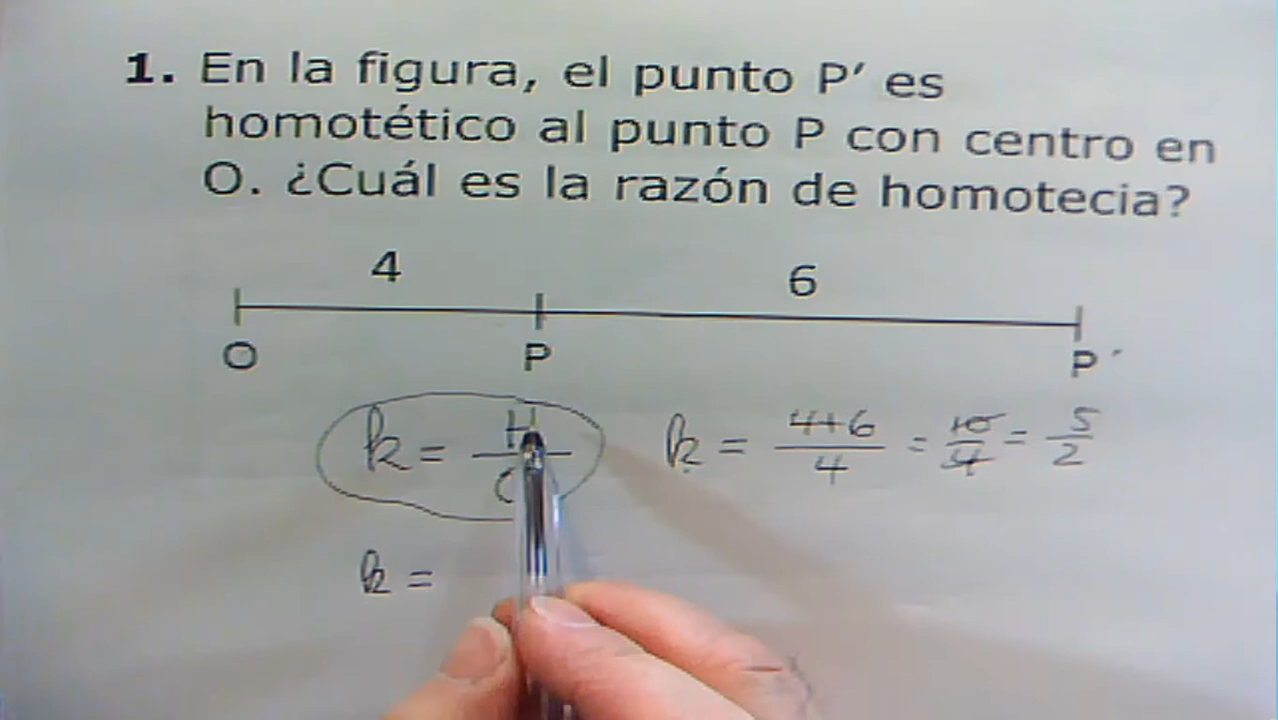 1. En la figura, el punto P' es
homotético al punto P con centro en
O. ¿Cuál es la razón de homotecia?
4 6
O P P'
k = H k = 4+6/4 = 10/4 = 5/2
k =